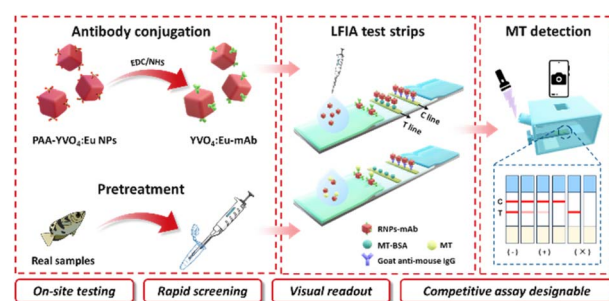 Antibody conjugation
EDC/NHS
PAA-YVO₄:Eu NPs
YVO₄:Eu-mAb
Pretreatment
Real samples
LFIA test strips
C line
T line
C line
T line
RNPs-mAb
MT-BSA
MT
Goat anti-mouse IgG
MT detection
C
T
(-)
(+)
(×)
On-site testing
Rapid screening
Visual readout
Competitive assay designable